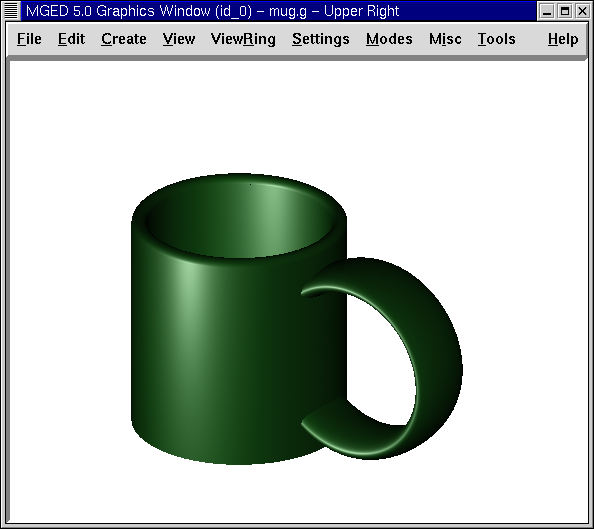 MGED 5.0 Graphics Window (id_0) – mug.g – Upper Right
File Edit Create View ViewRing Settings Modes Misc Tools Help